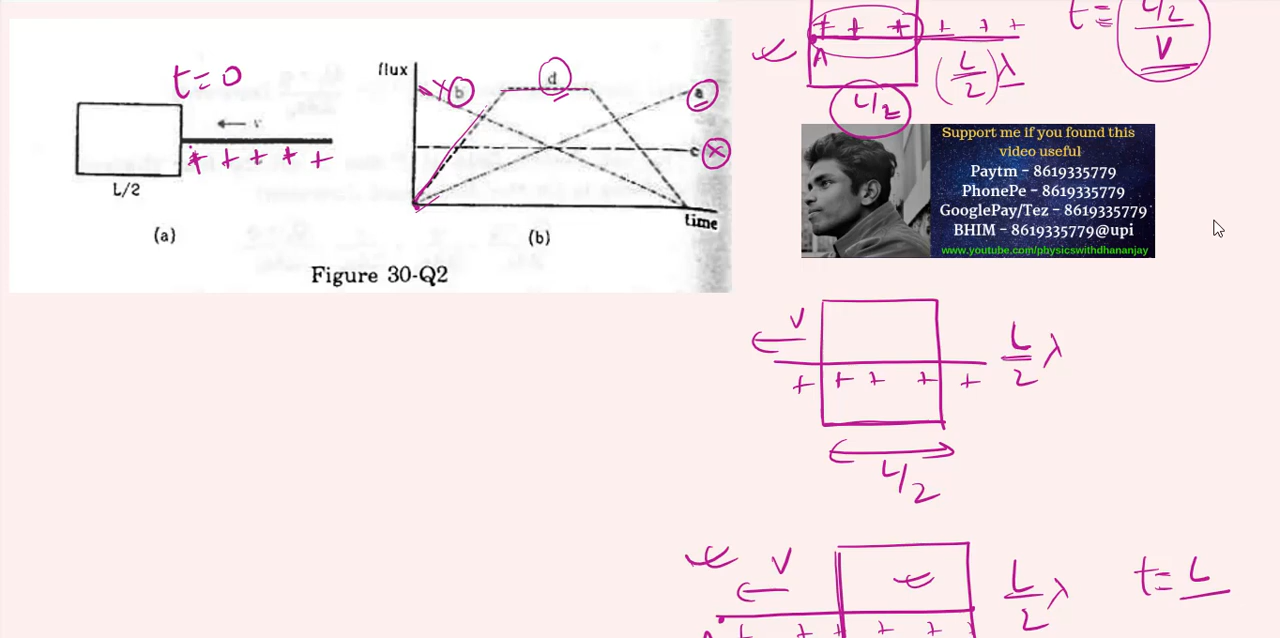 t=0
← v
+ + + + +
L/2
(a)
flux
b
d
a
c
time
(b)
Figure 30-Q2
+ + + + + +
A
(L/2)λ
L/2
t = L/2 / V
Support me if you found this
video useful
Paytm - 8619335779
PhonePe - 8619335779
GooglePay/Tez - 8619335779
BHIM - 8619335779@upi
www.youtube.com/physicswithdhananjay
V
L/2 λ
+ + + + +
L/2
V
L/2 λ
t = L
+ + + + +